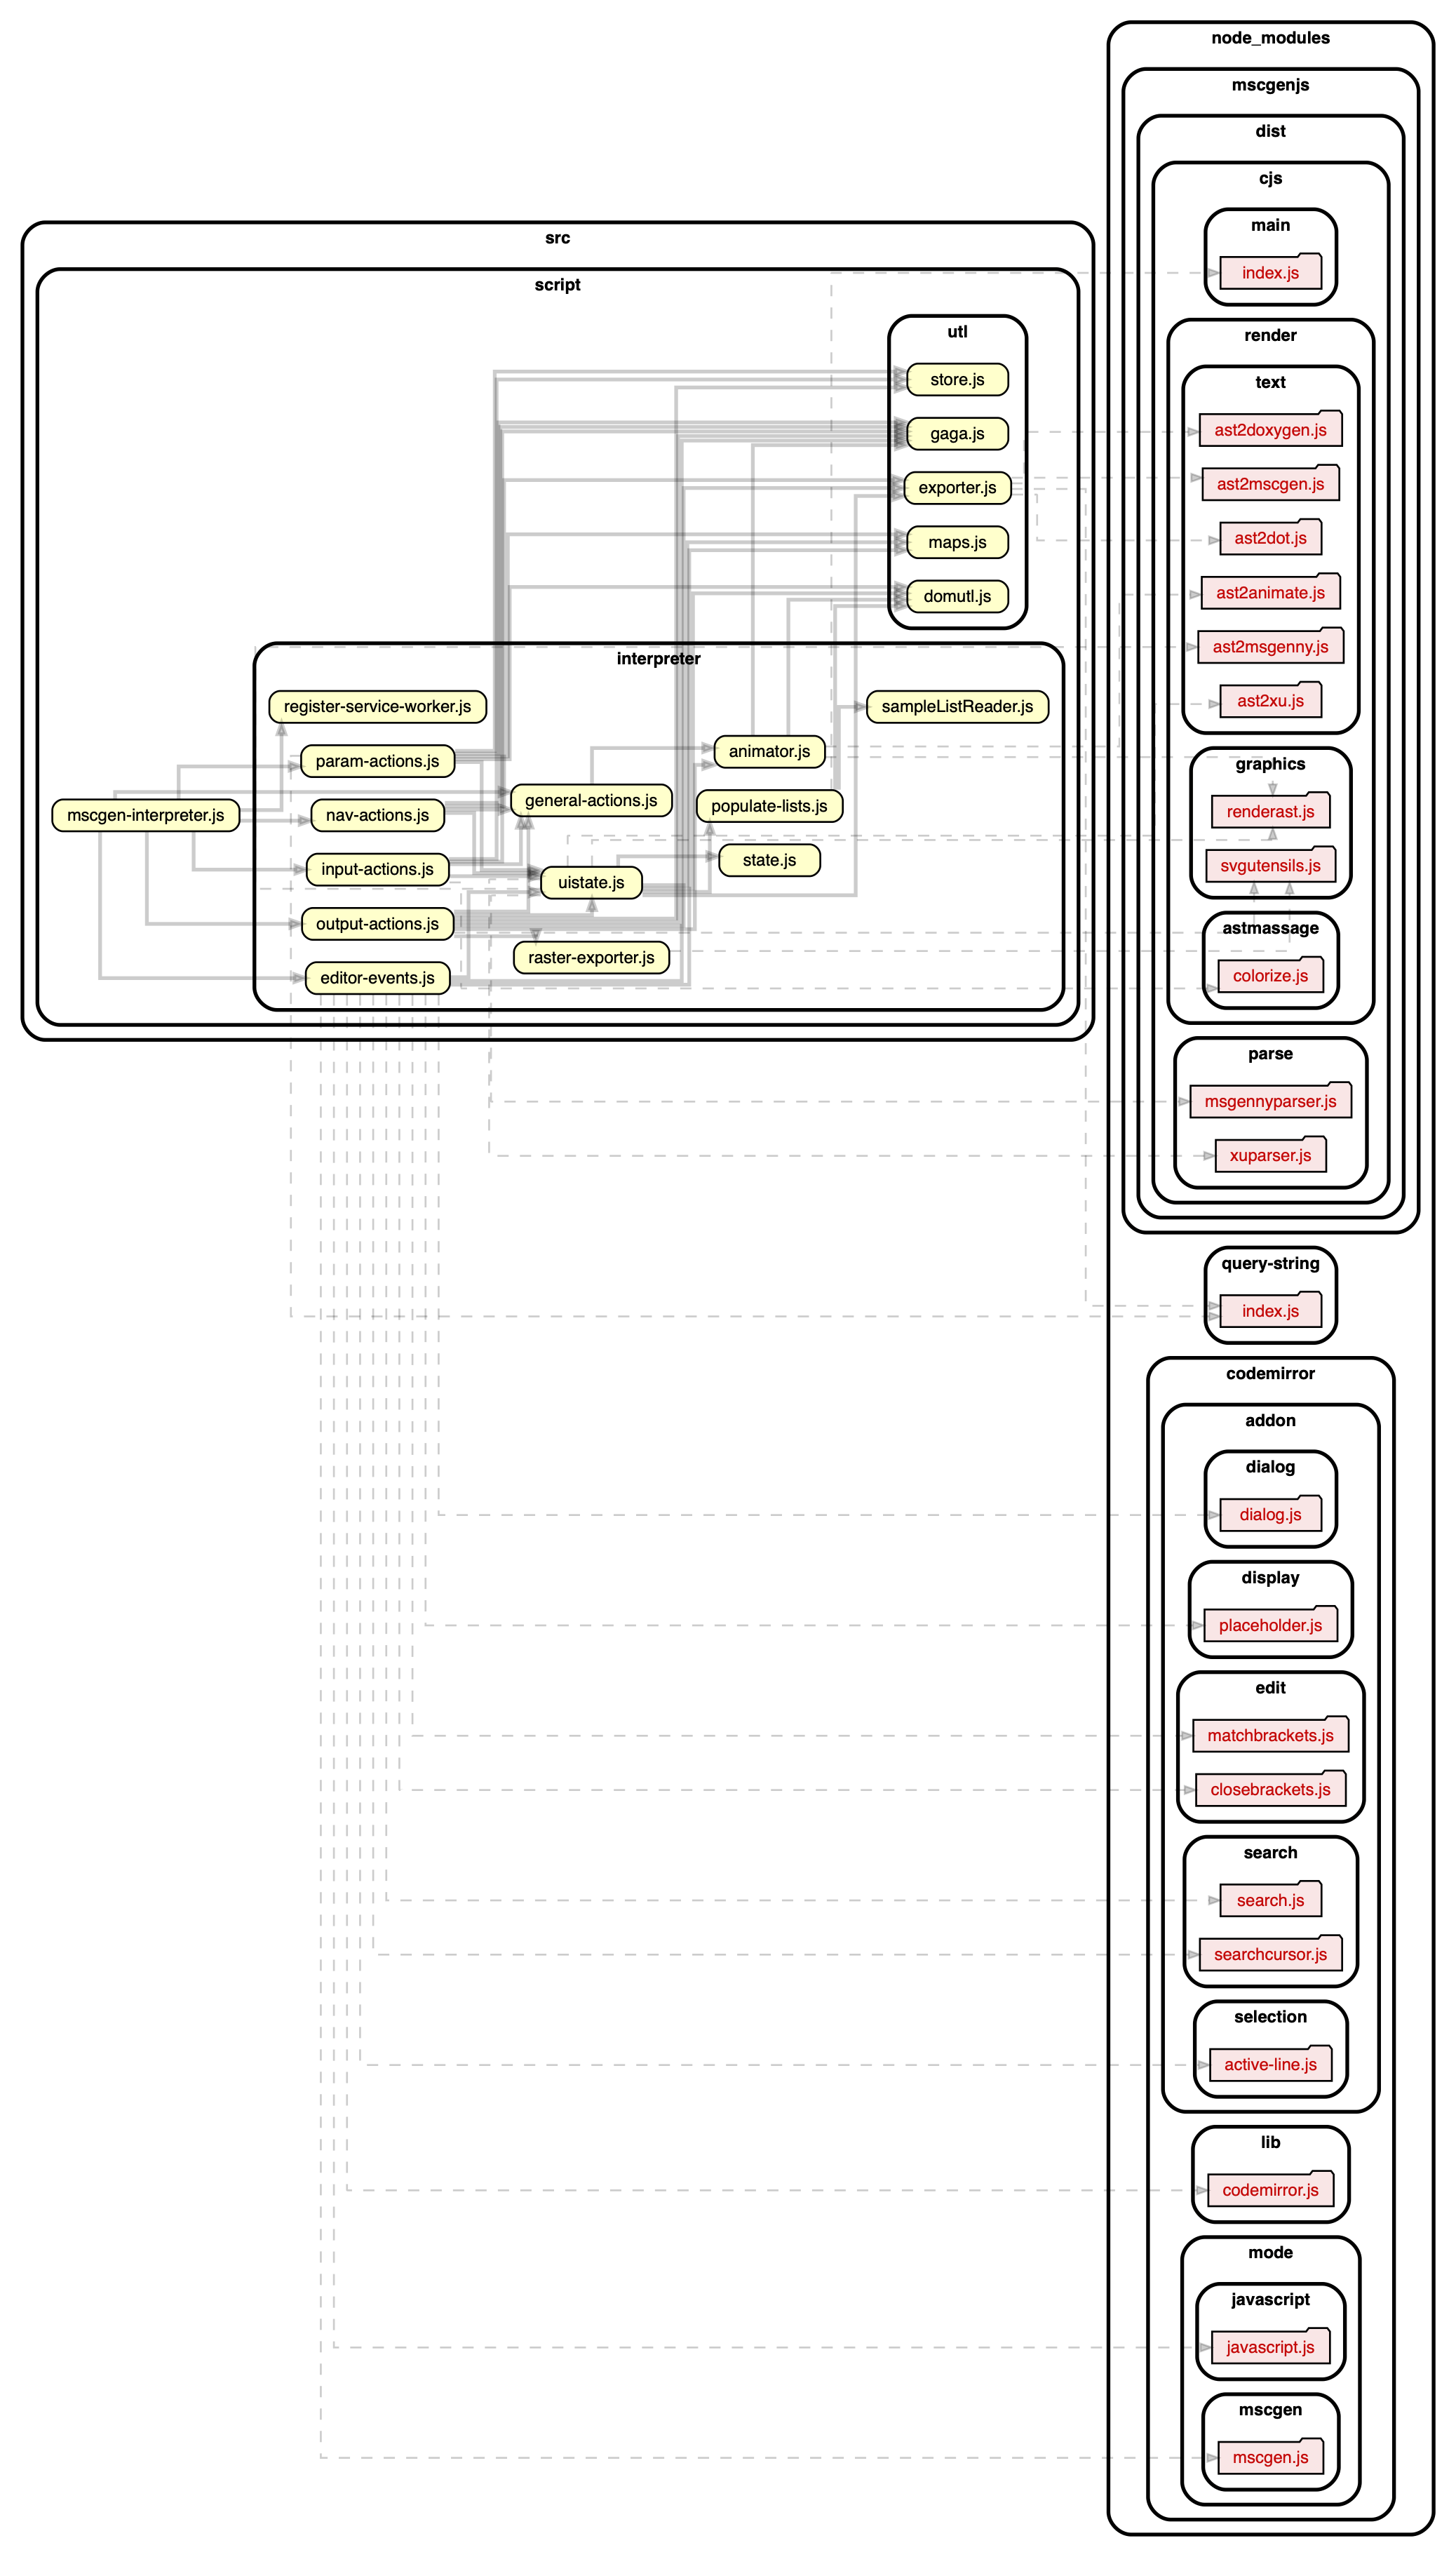 node_modules
mscgenjs
dist
cjs
main
index.js
render
text
ast2doxygen.js
ast2mscgen.js
ast2dot.js
ast2animate.js
ast2msgenny.js
ast2xu.js
graphics
renderast.js
svgutensils.js
astmassage
colorize.js
parse
msgennyparser.js
xuparser.js
query-string
index.js
codemirror
addon
dialog
dialog.js
display
placeholder.js
edit
matchbrackets.js
closebrackets.js
search
search.js
searchcursor.js
selection
active-line.js
lib
codemirror.js
mode
javascript
javascript.js
mscgen
mscgen.js
src
script
utl
store.js
gaga.js
exporter.js
maps.js
domutl.js
interpreter
register-service-worker.js
sampleListReader.js
param-actions.js
animator.js
mscgen-interpreter.js
nav-actions.js
general-actions.js
populate-lists.js
input-actions.js
uistate.js
state.js
output-actions.js
raster-exporter.js
editor-events.js